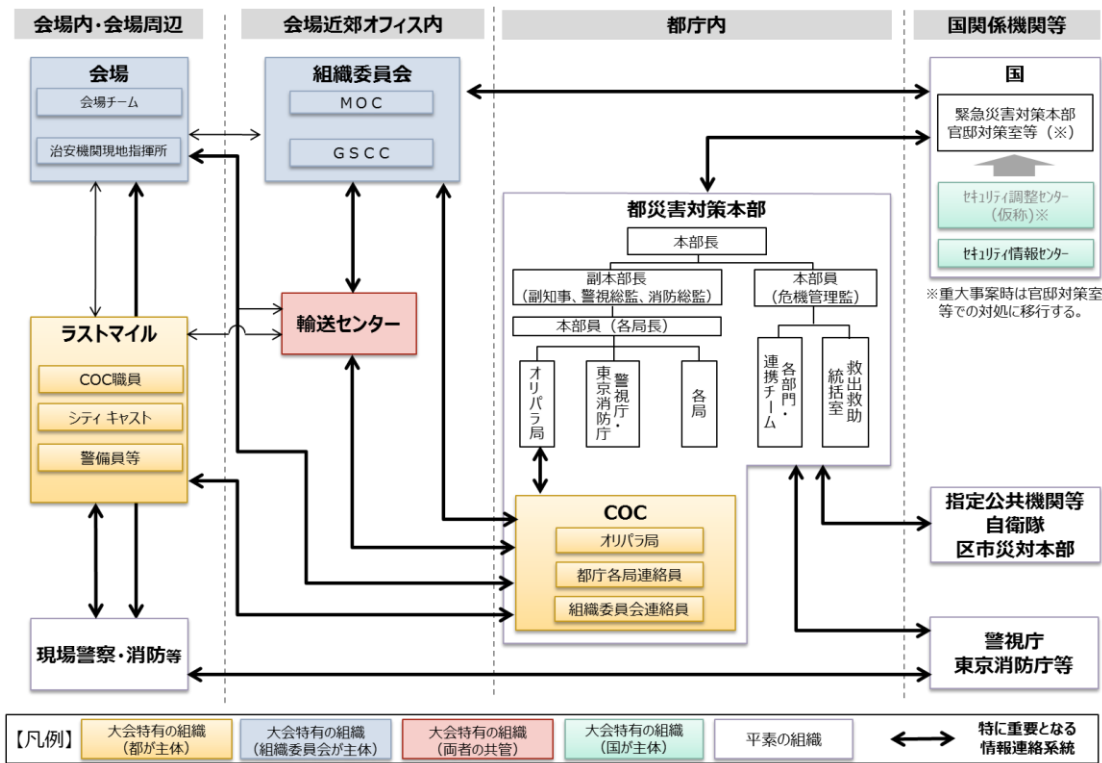 会場内・会場周辺
会場近郊オフィス内
都庁内
国関係機関等
会場
会場チーム
治安機関現地指揮所
組織委員会
MOC
GSCC
国
緊急災害対策本部
官邸対策室等（※）
セキュリティ調整センター
(仮称)※
セキュリティ情報センター
※重大事案時は官邸対策室
等での対処に移行する。
都災害対策本部
本部長
副本部長
（副知事、警視総監、消防総監）
本部員
（危機管理監）
本部員（各局長）
オリパラ局
警視庁・
東京消防庁
各局
各部門・
連携チーム
救出救助
統括室
輸送センター
ラストマイル
COC職員
シティ キャスト
警備員等
COC
オリパラ局
都庁各局連絡員
組織委員会連絡員
指定公共機関等
自衛隊
区市災対本部
現場警察・消防等
警視庁
東京消防庁等
【凡例】
大会特有の組織
（都が主体）
大会特有の組織
（組織委員会が主体）
大会特有の組織
（両者の共管）
大会特有の組織
（国が主体）
平素の組織
特に重要となる
情報連絡系統